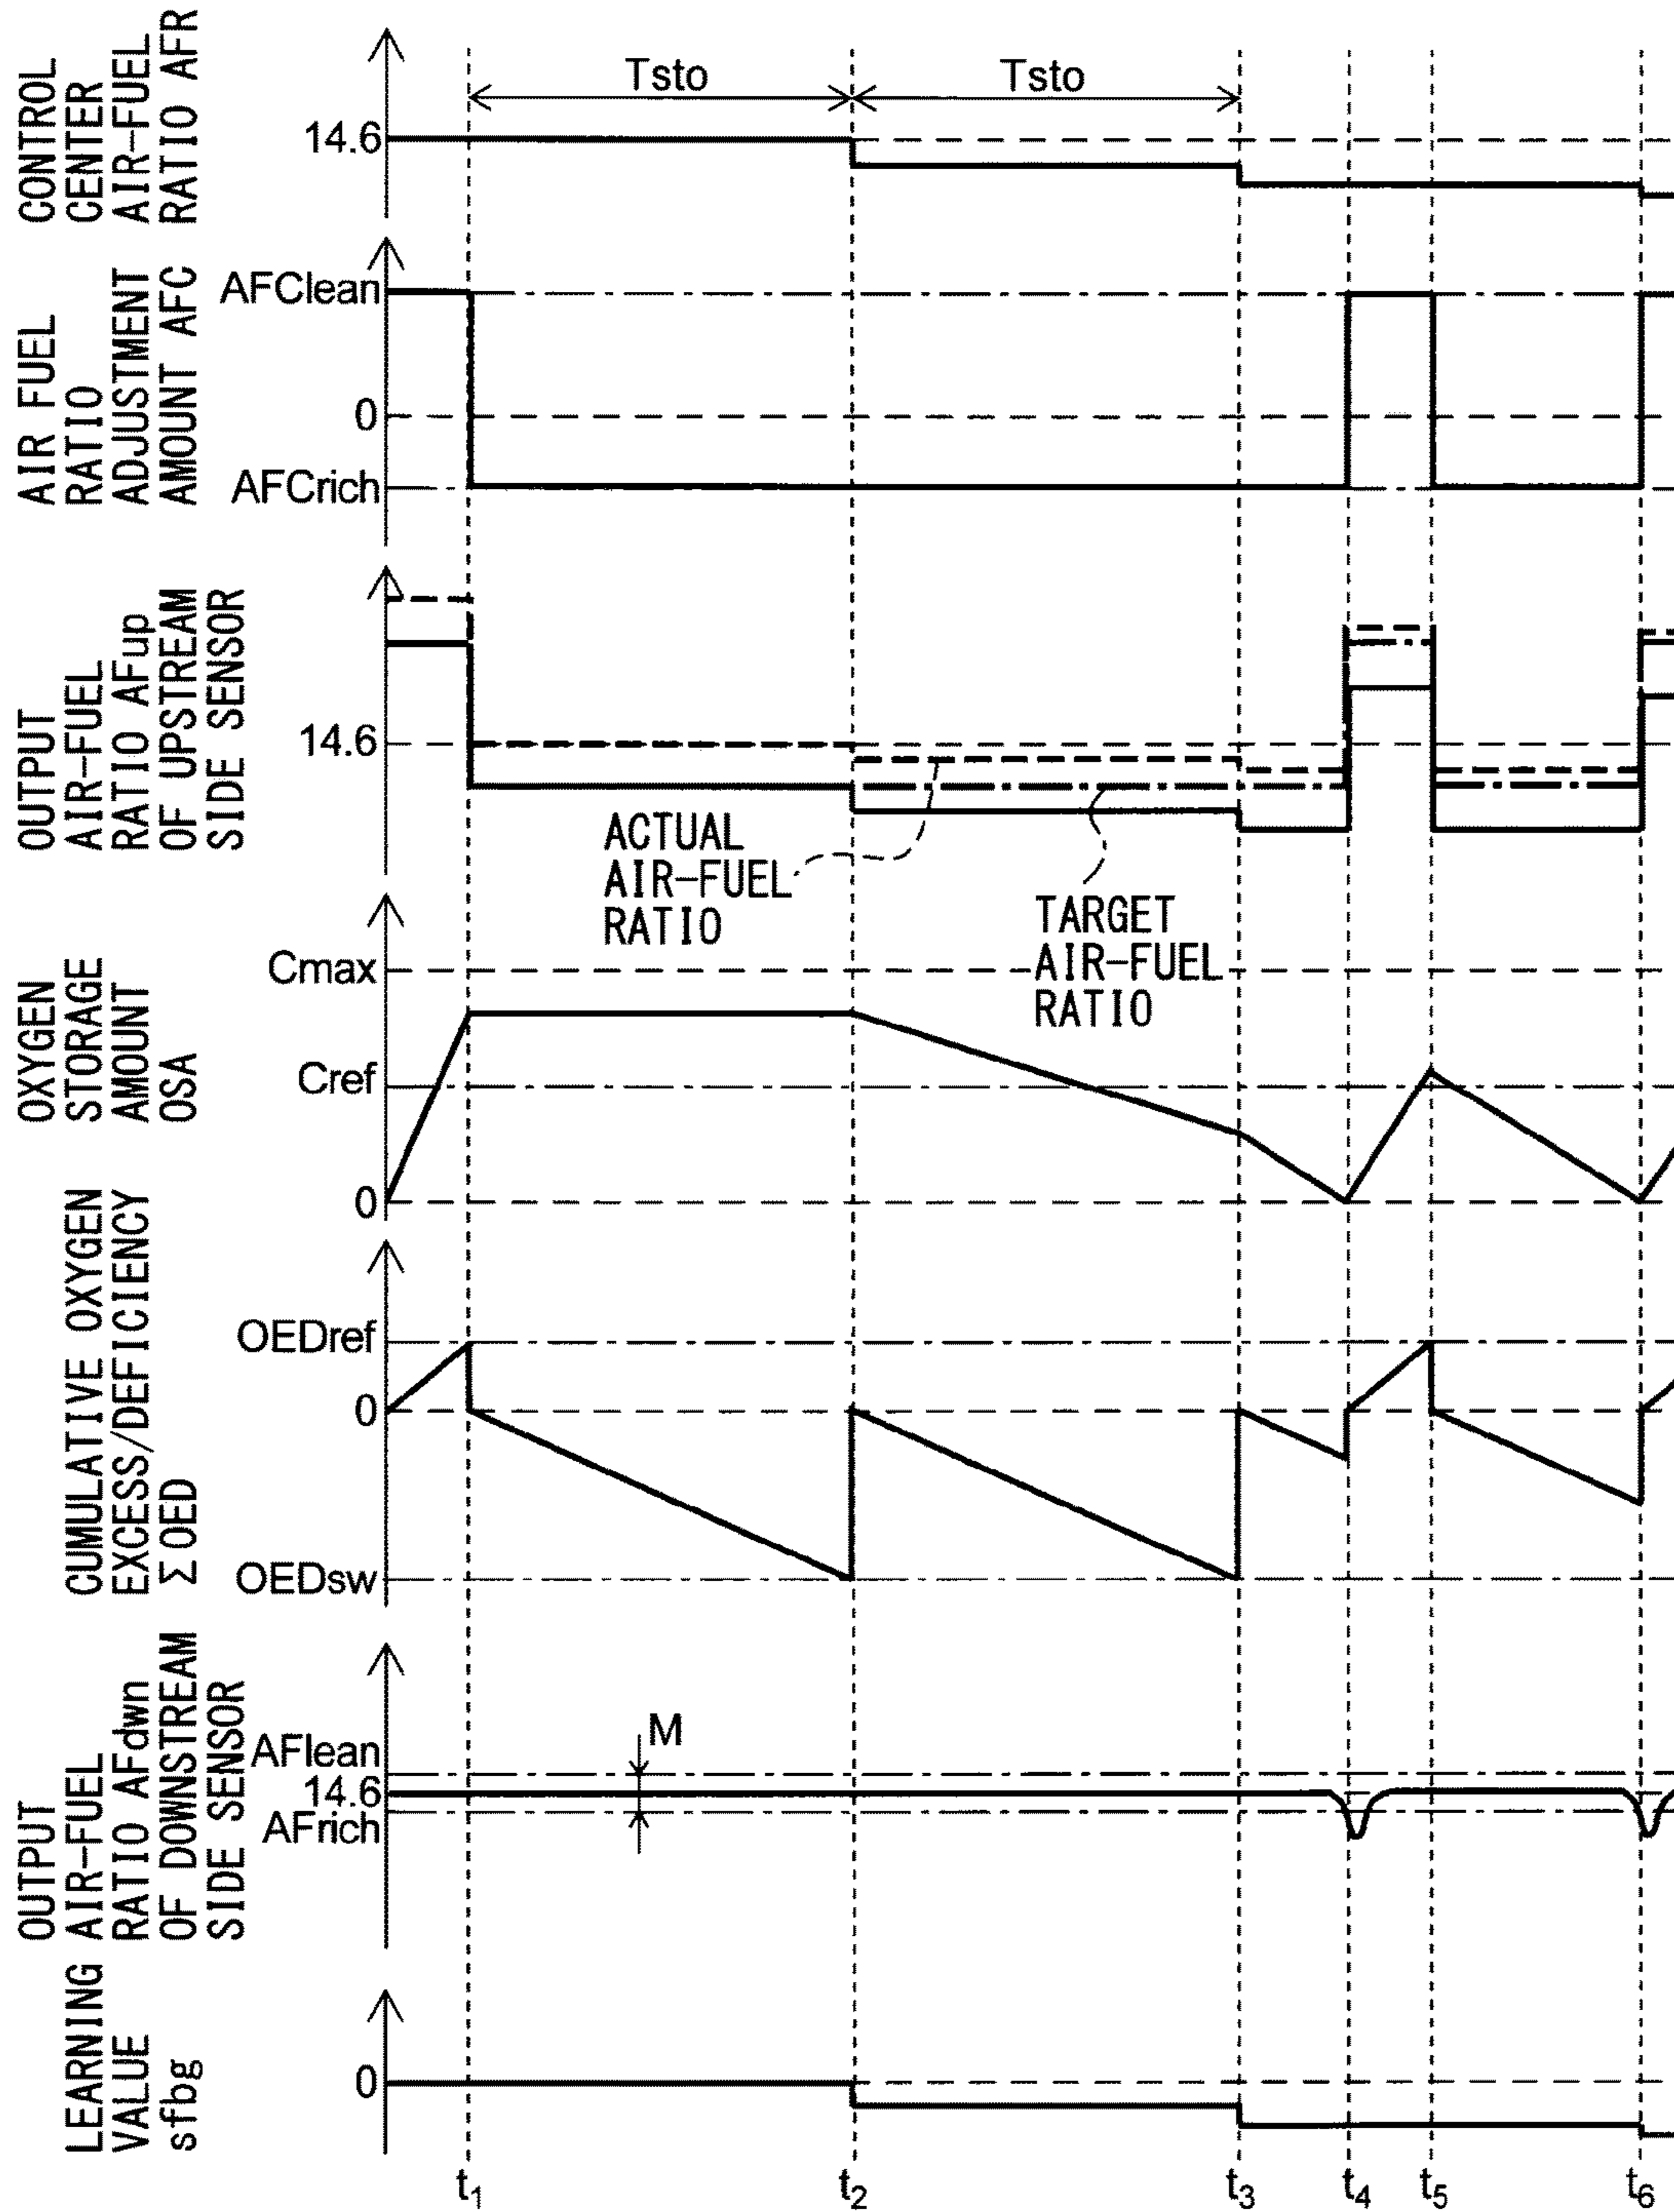 CONTROL
CENTER
AIR-FUEL
RATIO AFR
14.6
Tsto
Tsto
AIR FUEL
RATIO
ADJUSTMENT
AMOUNT AFC
AFClean
0
AFCrich
OUTPUT
AIR-FUEL
RATIO AFup
OF UPSTREAM
SIDE SENSOR
14.6
ACTUAL
AIR-FUEL
RATIO
TARGET
AIR-FUEL
RATIO
OXYGEN
STORAGE
AMOUNT
OSA
Cmax
Cref
0
CUMULATIVE OXYGEN
EXCESS/DEFICIENCY
ΣOED
OEDref
0
OEDsw
OUTPUT
AIR-FUEL
RATIO AFdwn
OF DOWNSTREAM
SIDE SENSOR
AFlean
14.6
AFrich
M
LEARNING
VALUE
sfbg
0
t1 t2 t3 t4 t5 t6